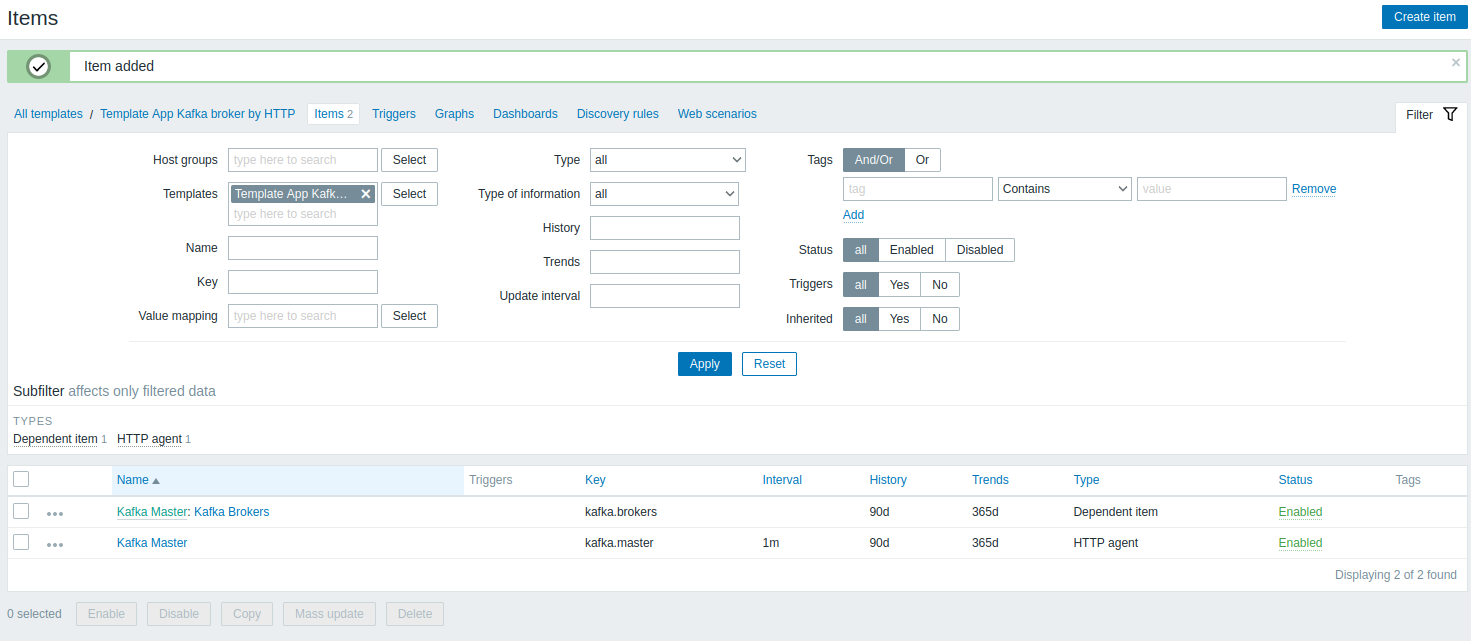 Items
Create item
Item added
All templates / Template App Kafka broker by HTTP Items 2 Triggers Graphs Dashboards Discovery rules Web scenarios Filter
Host groups type here to search Select Type all Tags And/Or Or
tag Contains value Remove
Templates Template App Kafk... Select Type of information all
type here to search Add
History
Name Status all Enabled Disabled
Trends
Key Triggers all Yes No
Update interval
Value mapping type here to search Select Inherited all Yes No
Apply Reset
Subfilter affects only filtered data
TYPES
Dependent item 1 HTTP agent 1
Name Triggers Key Interval History Trends Type Status Tags
Kafka Master: Kafka Brokers kafka.brokers 90d 365d Dependent item Enabled
Kafka Master kafka.master 1m 90d 365d HTTP agent Enabled
Displaying 2 of 2 found
0 selected Enable Disable Copy Mass update Delete